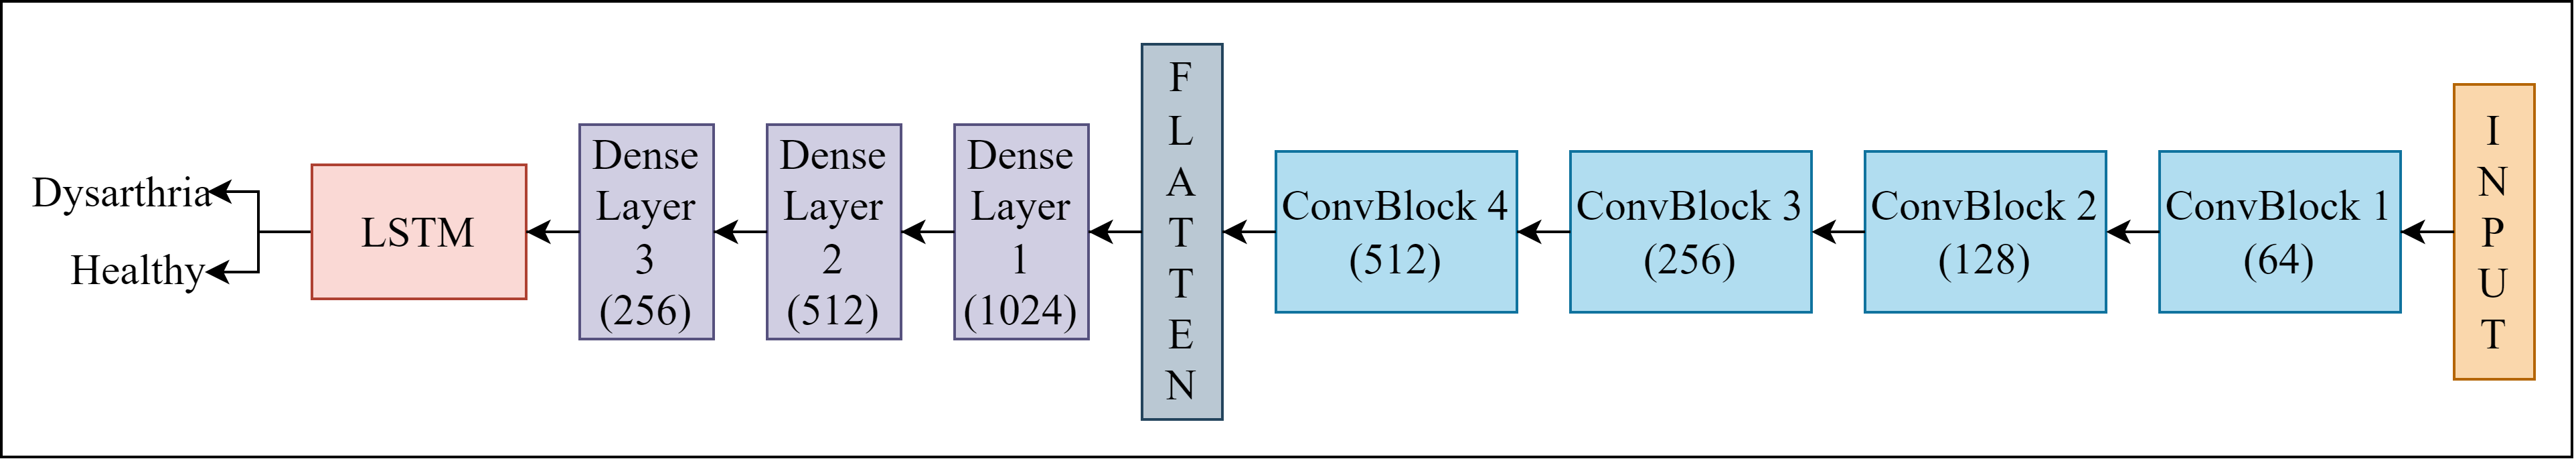 Dysarthria
Healthy
LSTM
Dense
Layer
3
(256)
Dense
Layer
2
(512)
Dense
Layer
1
(1024)
FLATTEN
ConvBlock 4
(512)
ConvBlock 3
(256)
ConvBlock 2
(128)
ConvBlock 1
(64)
INPUT